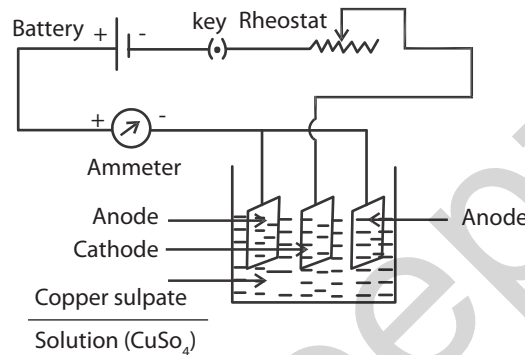 Battery + - key Rheostat
+ -
Ammeter
Anode Anode
Cathode
Copper sulpate
Solution (CuSo₄)